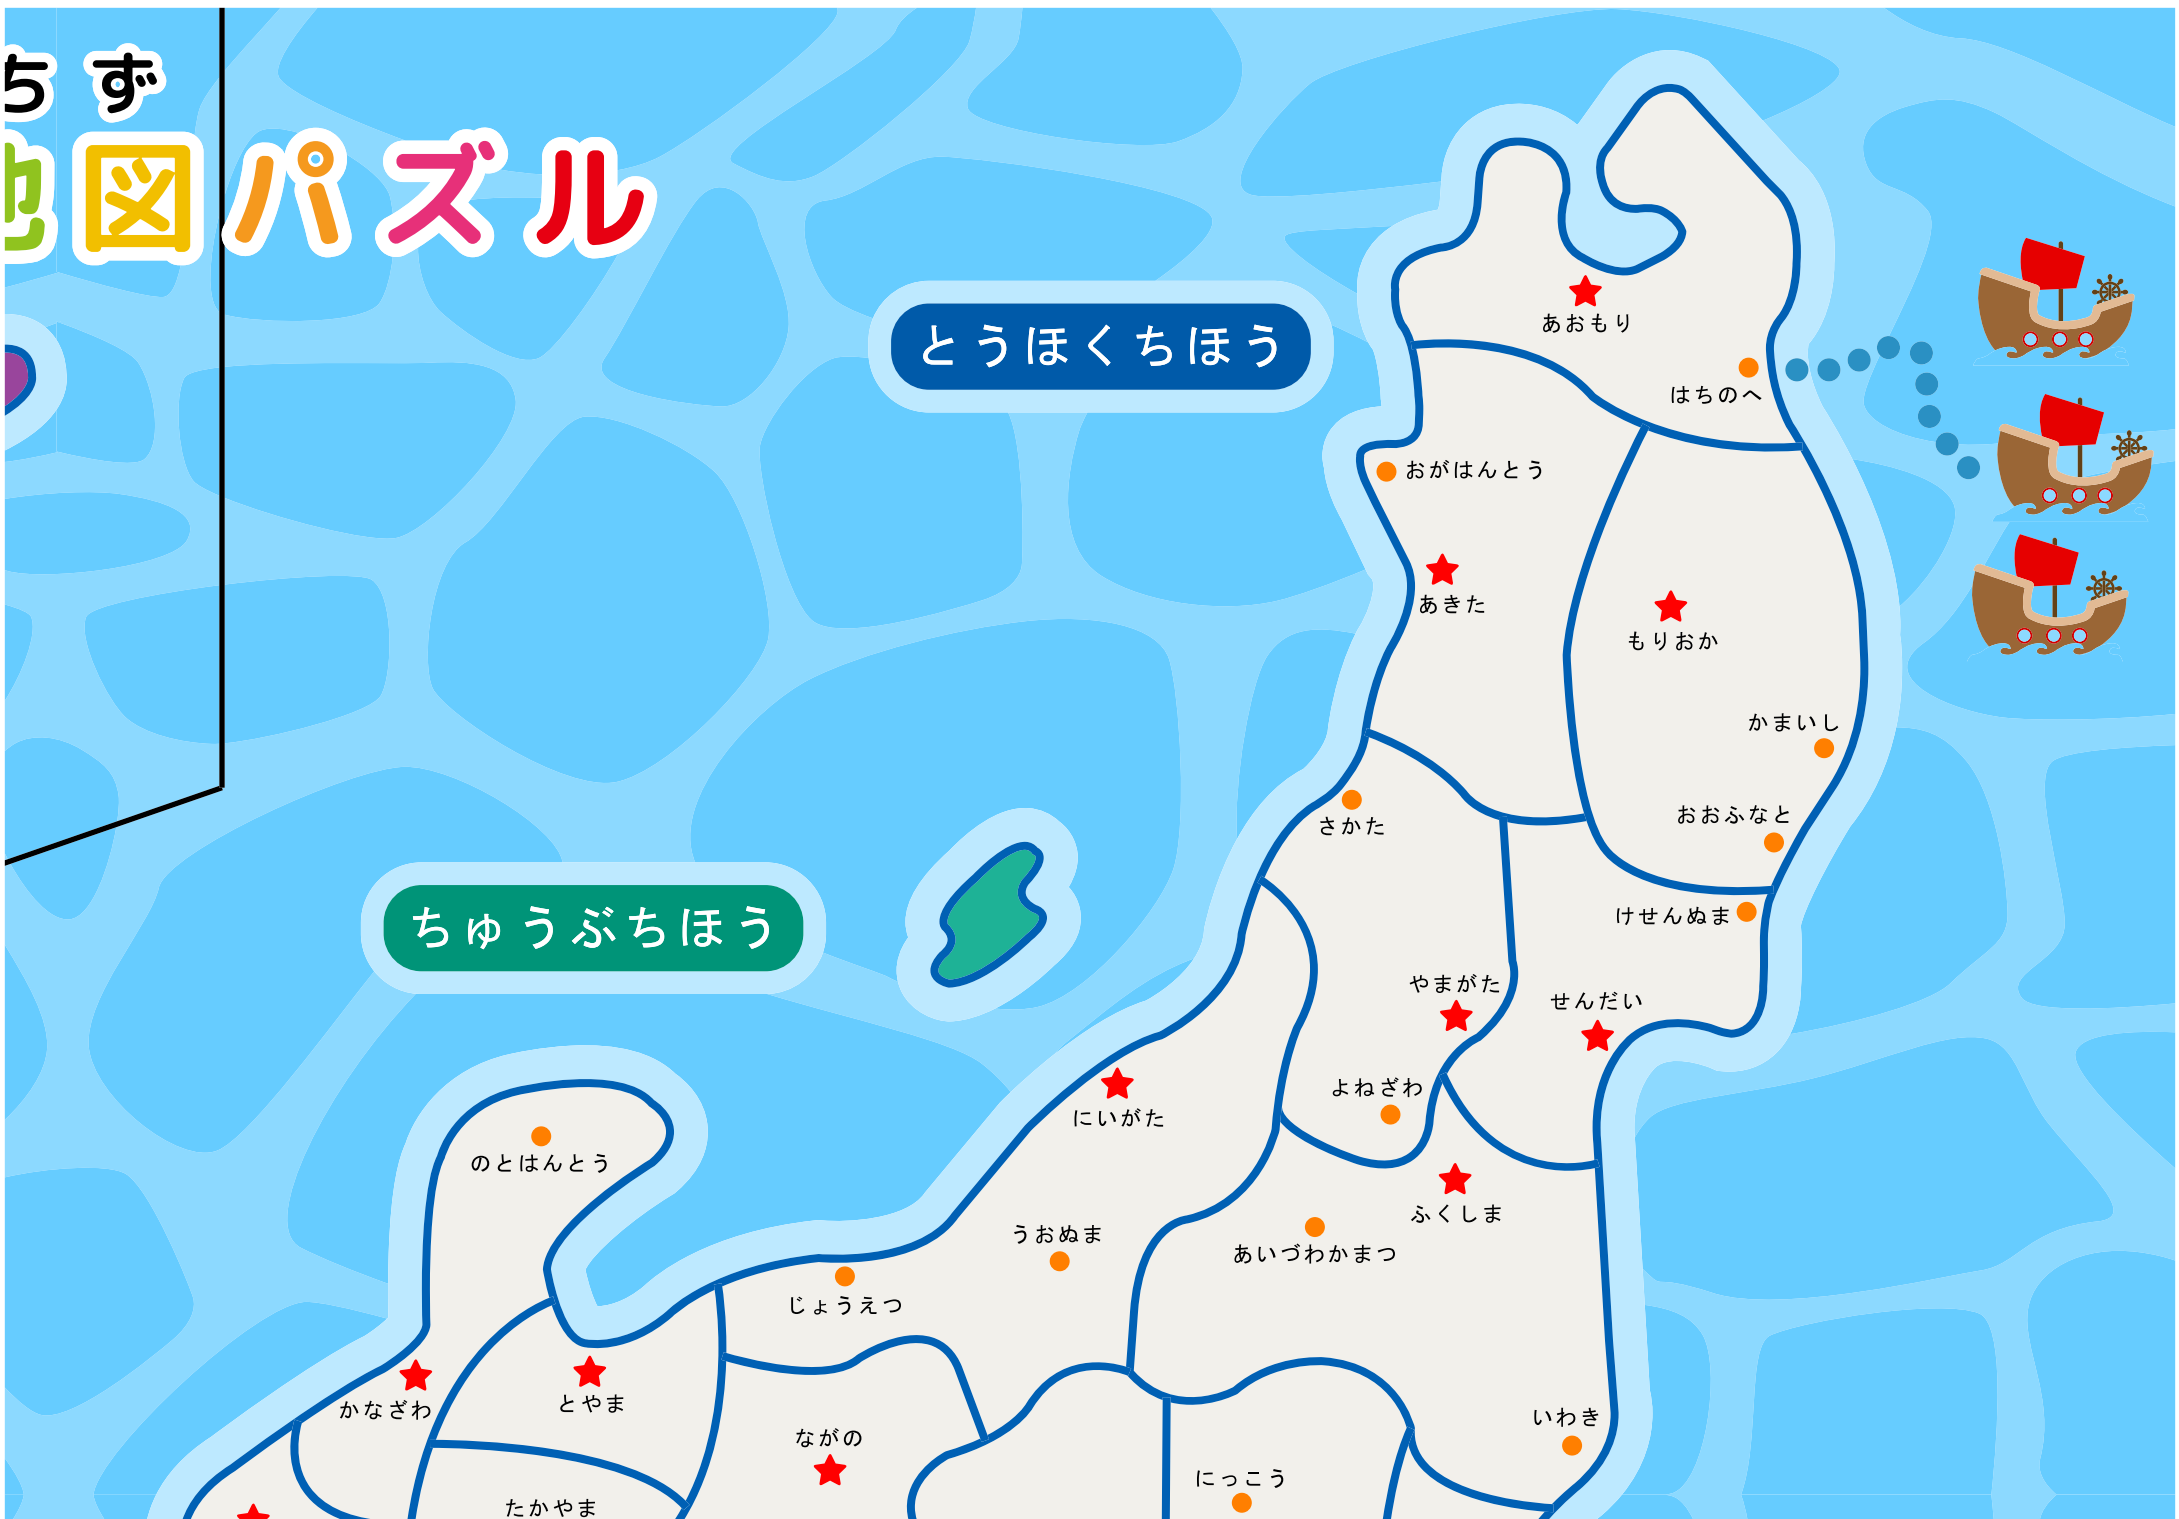 ちず
地図パズル
とうほくちほう
あおもり
はちのへ
おがはんとう
あきた
もりおか
かまいし
おおふなと
さかた
けせんぬま
ちゅうぶちほう
やまがた
せんだい
よねざわ
にいがた
のとはんとう
ふくしま
うおぬま
あいづわかまつ
じょうえつ
かなざわ
とやま
いわき
ながの
にっこう
たかやま